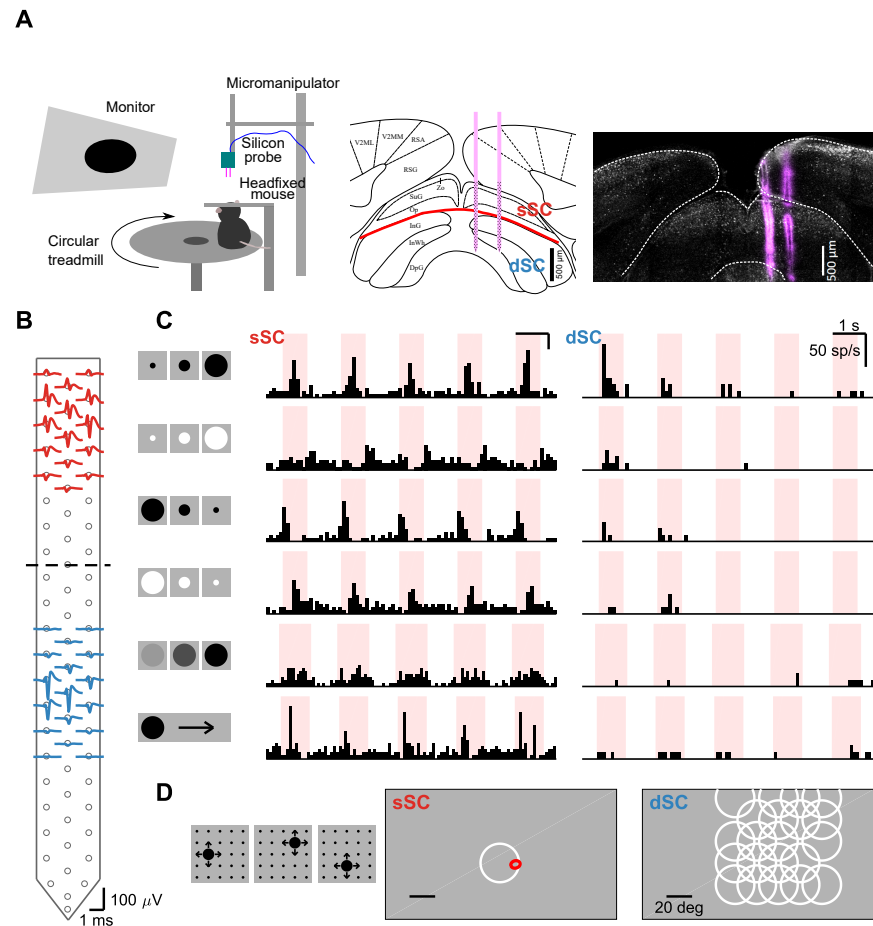 A
Monitor
Micromanipulator
Silicon
probe
Headfixed
mouse
Circular
treadmill
V2ML
V2MM
RSA
RSG
Zo
SuG
Op
InG
InWh
DpG
sSC
dSC
500 µm
500 µm
B
C
sSC
dSC
1 s
50 sp/s
100 µV
1 ms
D
sSC
dSC
20 deg